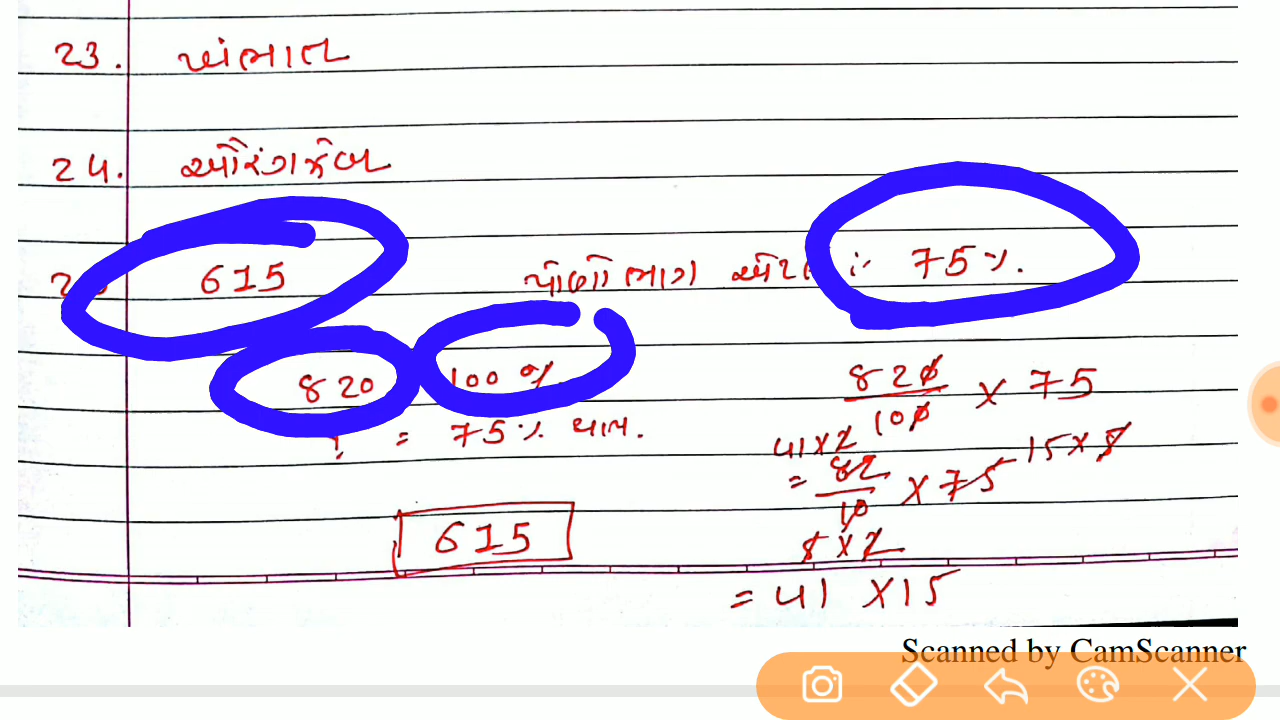 23. ખંભાત
24. ઔરંગઝેબ
615 પોણો ભાગ 75%.
820 100%
820/100 × 75
? = 75% થાય.
41×2 15×5
= 82/10 × 75
5×2
615
= 41 × 15
Scanned by CamScanner